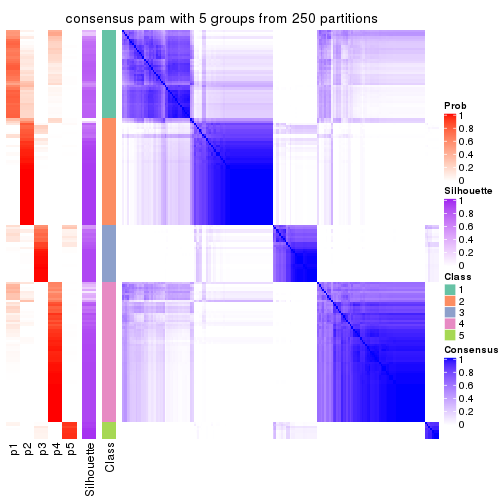 consensus pam with 5 groups from 250 partitions
p1
p2
p3
p4
p5
Silhouette
Class
Prob
1
0.8
0.6
0.4
0.2
0
Silhouette
1
0.8
0.6
0.4
0.2
0
Class
1
2
3
4
5
Consensus
1
0.8
0.6
0.4
0.2
0